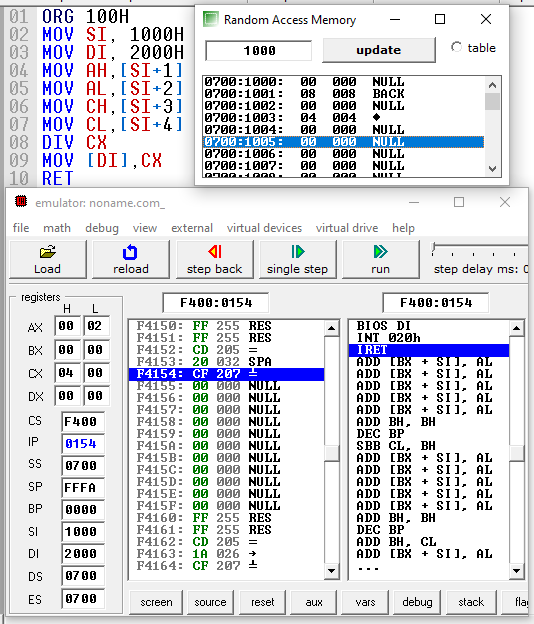 01 ORG 100H
02 MOV SI, 1000H
03 MOV DI, 2000H
04 MOV AH,[SI+1]
05 MOV AL,[SI+2]
06 MOV CH,[SI+3]
07 MOV CL,[SI+4]
08 DIV CX
09 MOV [DI],CX
10 RET
Random Access Memory
1000 update table
0700:1000: 00 000 NULL
0700:1001: 08 008 BACK
0700:1002: 00 000 NULL
0700:1003: 04 004 ♦
0700:1004: 00 000 NULL
0700:1005: 00 000 NULL
0700:1006: 00 000 NULL
0700:1007: 00 000 NULL
0700:1008: 00 000 NULL
emulator: noname.com_
file math debug view external virtual devices virtual drive help
Load reload step back single step run step delay ms: 0
registers
H L
AX 00 02
BX 00 00
CX 04 00
DX 00 00
CS F400
IP 0154
SS 0700
SP FFFA
BP 0000
SI 1000
DI 2000
DS 0700
ES 0700
F400:0154
F4150: FF 255 RES
F4151: FF 255 RES
F4152: CD 205 =
F4153: 20 032 SPA
F4154: CF 207 ╧
F4155: 00 000 NULL
F4156: 00 000 NULL
F4157: 00 000 NULL
F4158: 00 000 NULL
F4159: 00 000 NULL
F415A: 00 000 NULL
F415B: 00 000 NULL
F415C: 00 000 NULL
F415D: 00 000 NULL
F415E: 00 000 NULL
F415F: 00 000 NULL
F4160: FF 255 RES
F4161: FF 255 RES
F4162: CD 205 =
F4163: 1A 026 →
F4164: CF 207 ╧
F400:0154
BIOS DI
INT 020h
IRET
ADD [BX + SI], AL
ADD [BX + SI], AL
ADD [BX + SI], AL
ADD [BX + SI], AL
ADD BH, BH
DEC BP
SBB CL, BH
ADD [BX + SI], AL
ADD [BX + SI], AL
ADD [BX + SI], AL
ADD [BX + SI], AL
ADD [BX + SI], AL
ADD BH, BH
DEC BP
ADD BH, CL
ADD [BX + SI], AL
...
screen source reset aux vars debug stack flag